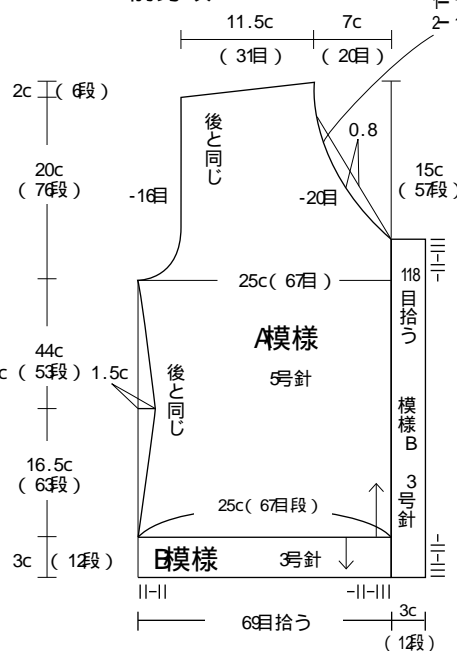 11.5c
7c
(31目)
(20目)
2-
2c
(6段)
0.8
後と同じ
20c
(76段)
15c
(57段)
-16目
-20目
25c(67目)
118目拾う
A模様
5号針
44c
c(53段)
1.5c
後と同じ
模様B
3号針
16.5c
(63段)
25c(67目段)
3c
(12段)
B模様
3号針
||-||
-||-|||
69目拾う
3c
(12段)